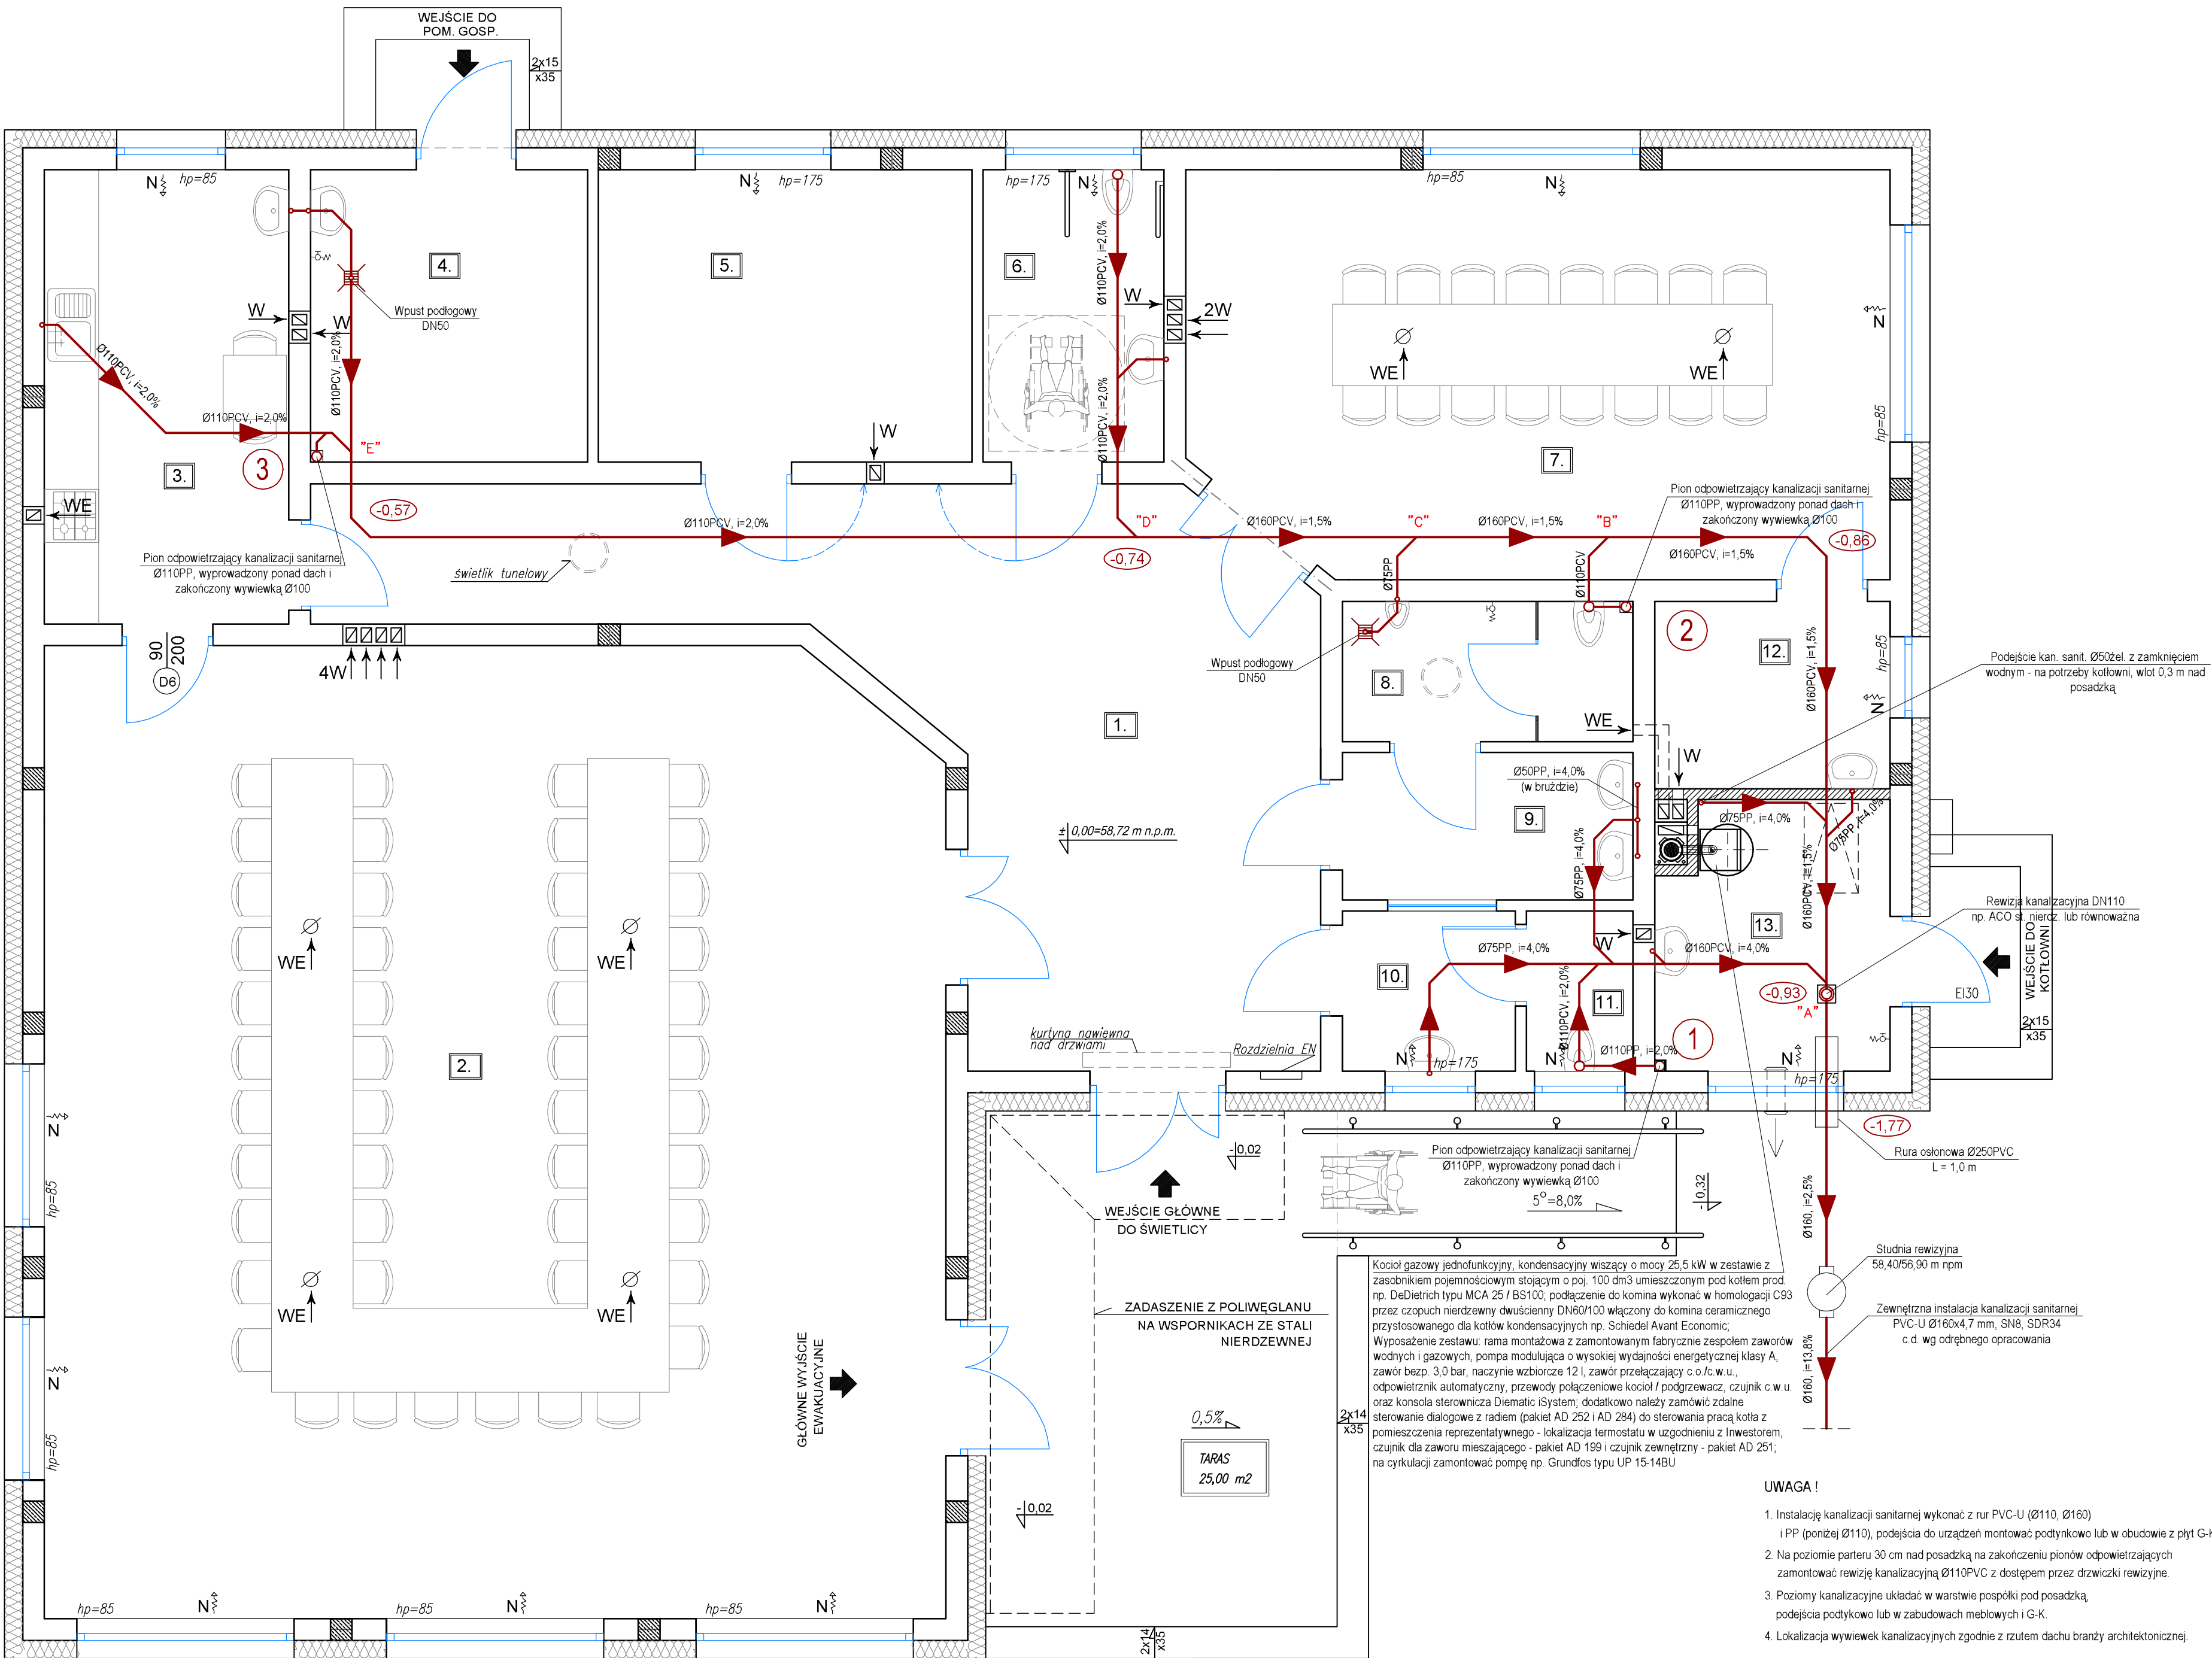 WEJŚCIE DO
POM. GOSP.
2x15
x35
N
hp=85
N
hp=175
hp=175
N
hp=85
N
4.
5.
6.
Wpust podłogowy
DN50
W
W
W
2W
N
WE
WE
Ø110PCV, i=2,0%
Ø110PCV, i=2,0%
Ø110PCV, i=2,0%
Ø110PCV, i=2,0%
Ø110PCV, i=2,0%
hp=85
"E"
3
3.
W
7.
WE
-0,57
Ø110PCV, i=2,0%
"D"
-0,74
Ø160PCV, i=1,5%
"C"
Ø160PCV, i=1,5%
"B"
Ø160PCV, i=1,5%
-0,86
Pion odpowietrzający kanalizacji sanitarnej
Ø110PP, wyprowadzony ponad dach i
zakończony wywiewką Ø100
Pion odpowietrzający kanalizacji sanitarnej
Ø110PP, wyprowadzony ponad dach i
zakończony wywiewką Ø100
świetlik tunelowy
Ø75PP
Ø110PCV
2
12.
hp=85
N
Ø160PCV, i=1,5%
Podejście kan. sanit. Ø50żel. z zamknięciem
wodnym - na potrzeby kotłowni, wlot 0,3 m nad
posadzką
90
200
D6
4W
Wpust podłogowy
DN50
8.
1.
WE
W
Ø50PP, i=4,0%
(w bruździe)
9.
Ø75PP, i=4,0%
Ø75PP, i=4,0%
Ø75PP, i=4,0%
Ø160PCV, i=1,5%
Ø160PCV, i=1,5%
± 0,00=58,72 m n.p.m.
13.
Rewizja kanalizacyjna DN110
np. ACO st. nierdz. lub równoważna
W
Ø75PP, i=4,0%
Ø160PCV, i=4,0%
WE
WE
10.
11.
-0,93
"A"
EI30
WEJŚCIE DO
KOTŁOWNI
2x15
x35
Ø110PCV, i=2,0%
kurtyna nawiewna
nad drzwiami
Rozdzielnia EN
N
hp=175
N
Ø110PP, i=2,0%
1
N
hp=175
2.
N
-1,77
Rura osłonowa Ø250PVC
L = 1,0 m
-0,02
Pion odpowietrzający kanalizacji sanitarnej
Ø110PP, wyprowadzony ponad dach i
zakończony wywiewką Ø100
5°=8,0%
-0,32
hp=85
WEJŚCIE GŁÓWNE
DO ŚWIETLICY
Ø160, i=2,5%
Studnia rewizyjna
58,40/56,90 m npm
WE
WE
Zewnętrzna instalacja kanalizacji sanitarnej
PVC-U Ø160x4,7 mm, SN8, SDR34
c.d. wg odrębnego opracowania
Ø160, i=13,8%
ZADASZENIE Z POLIWĘGLANU
NA WSPORNIKACH ZE STALI
NIERDZEWNEJ
Kocioł gazowy jednofunkcyjny, kondensacyjny wiszący o mocy 25,5 kW w zestawie z
zasobnikiem pojemnościowym stojącym o poj. 100 dm3 umieszczonym pod kotłem prod.
np. DeDietrich typu MCA 25 / BS100; podłączenie do komina wykonać w homologacji C93
przez czopuch nierdzewny dwuścienny DN60/100 włączony do komina ceramicznego
przystosowanego dla kotłów kondensacyjnych np. Schiedel Avant Economic;
Wyposażenie zestawu: rama montażowa z zamontowanym fabrycznie zespołem zaworów
wodnych i gazowych, pompa modulująca o wysokiej wydajności energetycznej klasy A,
zawór bezp. 3,0 bar, naczynie wzbiorcze 12 l, zawór przełączający c.o./c.w.u.,
odpowietrznik automatyczny, przewody połączeniowe kocioł / podgrzewacz, czujnik c.w.u.
oraz konsola sterownicza Diematic iSystem; dodatkowo należy zamówić zdalne
sterowanie dialogowe z radiem (pakiet AD 252 i AD 284) do sterowania pracą kotła z
pomieszczenia reprezentatywnego - lokalizacja termostatu w uzgodnieniu z Inwestorem,
czujnik dla zaworu mieszającego - pakiet AD 199 i czujnik zewnętrzny - pakiet AD 251;
na cyrkulacji zamontować pompę np. Grundfos typu UP 15-14BU
N
hp=85
GŁÓWNE WYJŚCIE
EWAKUACYJNE
0,5%
2x14
x35
TARAS
25,00 m2
-0,02
hp=85
N
hp=85
N
hp=85
N
2x14
x35
UWAGA !
1. Instalację kanalizacji sanitarnej wykonać z rur PVC-U (Ø110, Ø160)
i PP (poniżej Ø110), podejścia do urządzeń montować podtynkowo lub w obudowie z płyt G-K
2. Na poziomie parteru 30 cm nad posadzką na zakończeniu pionów odpowietrzających
zamontować rewizję kanalizacyjną Ø110PVC z dostępem przez drzwiczki rewizyjne.
3. Poziomy kanalizacyjne układać w warstwie pospółki pod posadzką,
podejścia podtykowo lub w zabudowach meblowych i G-K.
4. Lokalizacja wywiewek kanalizacyjnych zgodnie z rzutem dachu branży architektonicznej.